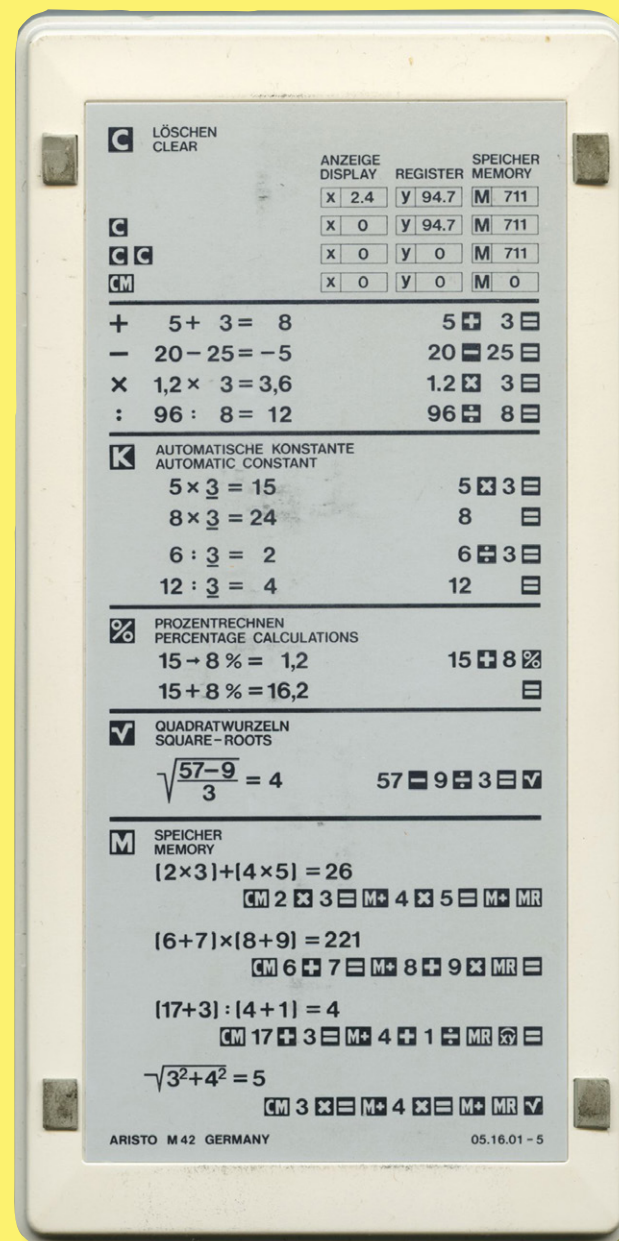 C LÖSCHEN
CLEAR
ANZEIGE SPEICHER
DISPLAY REGISTER MEMORY
x 2.4 y 94.7 M 711
C x 0 y 94.7 M 711
C C x 0 y 0 M 711
CM x 0 y 0 M 0
+ 5+ 3= 8 5 + 3 =
− 20−25=−5 20 − 25 =
× 1,2× 3=3,6 1.2 × 3 =
: 96: 8= 12 96 ÷ 8 =
K AUTOMATISCHE KONSTANTE
AUTOMATIC CONSTANT
5×3 = 15 5 × 3 =
8×3 = 24 8 =
6:3 = 2 6 ÷ 3 =
12:3 = 4 12 =
% PROZENTRECHNEN
PERCENTAGE CALCULATIONS
15→8 % = 1,2 15 + 8 %
15+8 % =16,2 =
√ QUADRATWURZELN
SQUARE-ROOTS
√57−9/3 = 4 57 − 9 ÷ 3 = √
M SPEICHER
MEMORY
(2×3)+(4×5) = 26
CM 2 × 3 = M+ 4 × 5 = M+ MR
(6+7)×(8+9) = 221
CM 6 + 7 = M+ 8 + 9 × MR =
(17+3):(4+1) = 4
CM 17 + 3 = M+ 4 + 1 ÷ MR xy =
√3²+4² = 5
CM 3 × = M+ 4 × = M+ MR √
ARISTO M 42 GERMANY 05.16.01-5